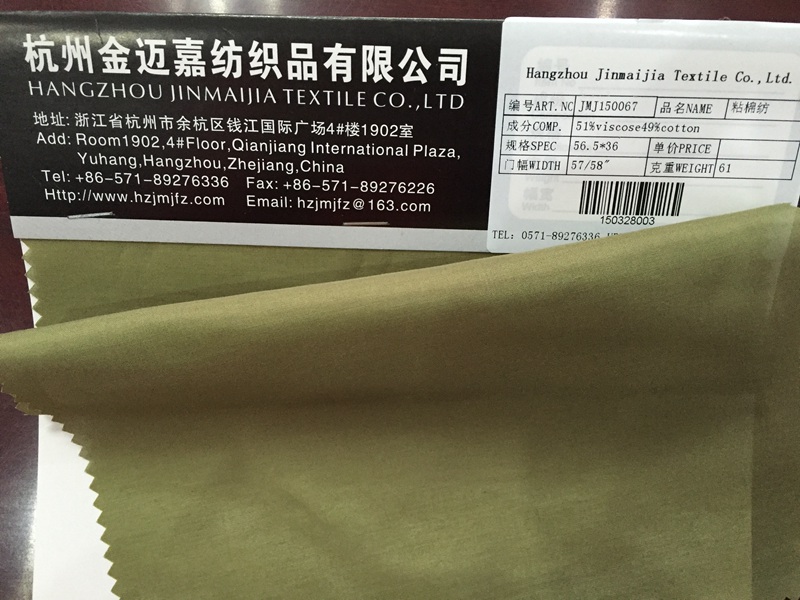 杭州金迈嘉纺织品有限公司
HANGZHOU JINMAIJIA TEXTILE CO.,LTD
地址: 浙江省杭州市余杭区钱江国际广场4#楼1902室
Add: Room1902,4#Floor,Qianjiang International Plaza,
Yuhang,Hangzhou,Zhejiang,China
Tel: +86-571-89276336 Fax: +86-571-89276226
Http://www.hzjmjfz.com Email: hzjmjfz@163.com
Hangzhou Jinmaijia Textile Co.,Ltd.
编号ART.NO JMJ150067 品名NAME 粘棉纺
成分COMP. 51%viscose49%cotton
规格SPEC 56.5*36 单价PRICE
门幅WIDTH 57/58" 克重WEIGHT 61
150328003
TEL: 0571-89276336